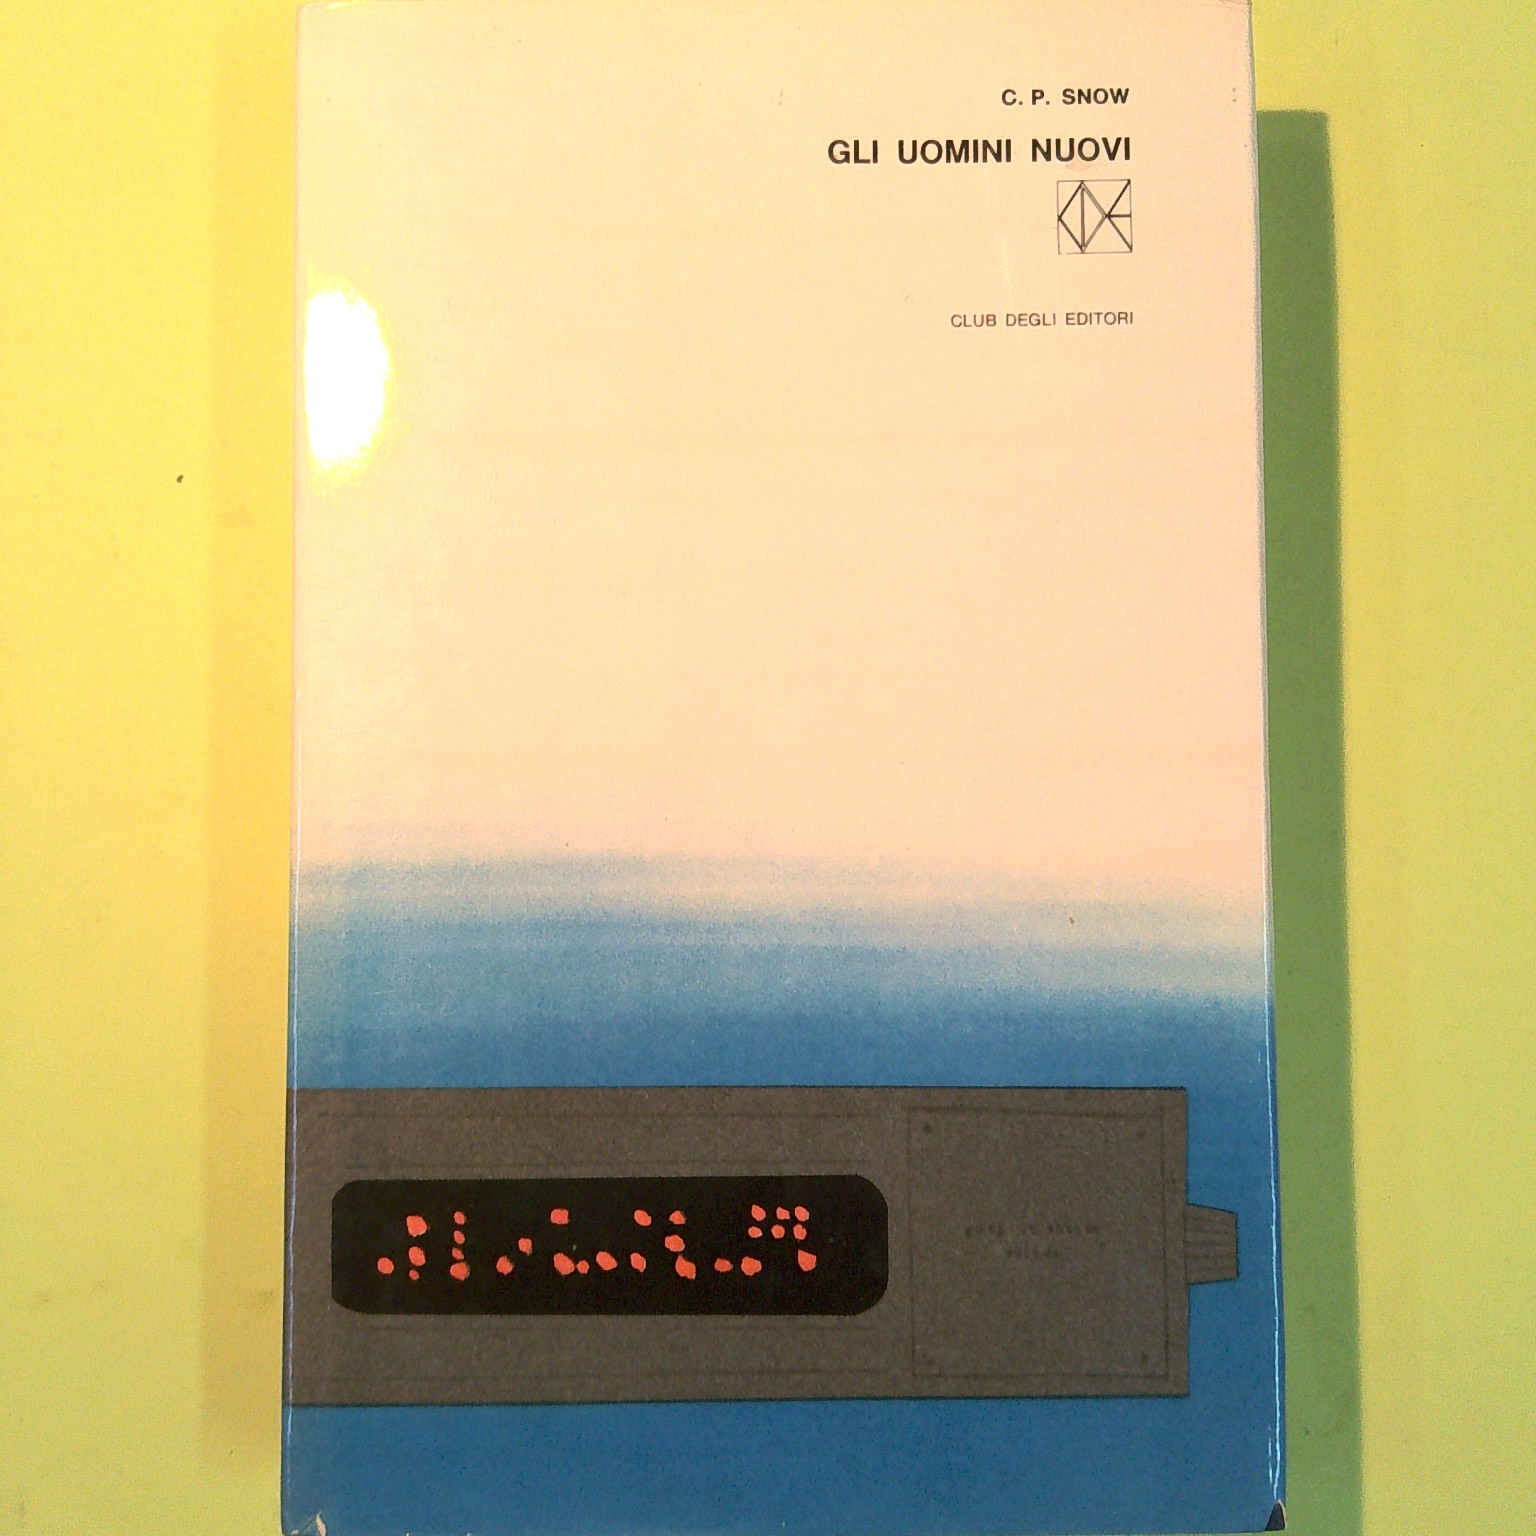 C. P. SNOW
GLI UOMINI NUOVI
CLUB DEGLI EDITORI